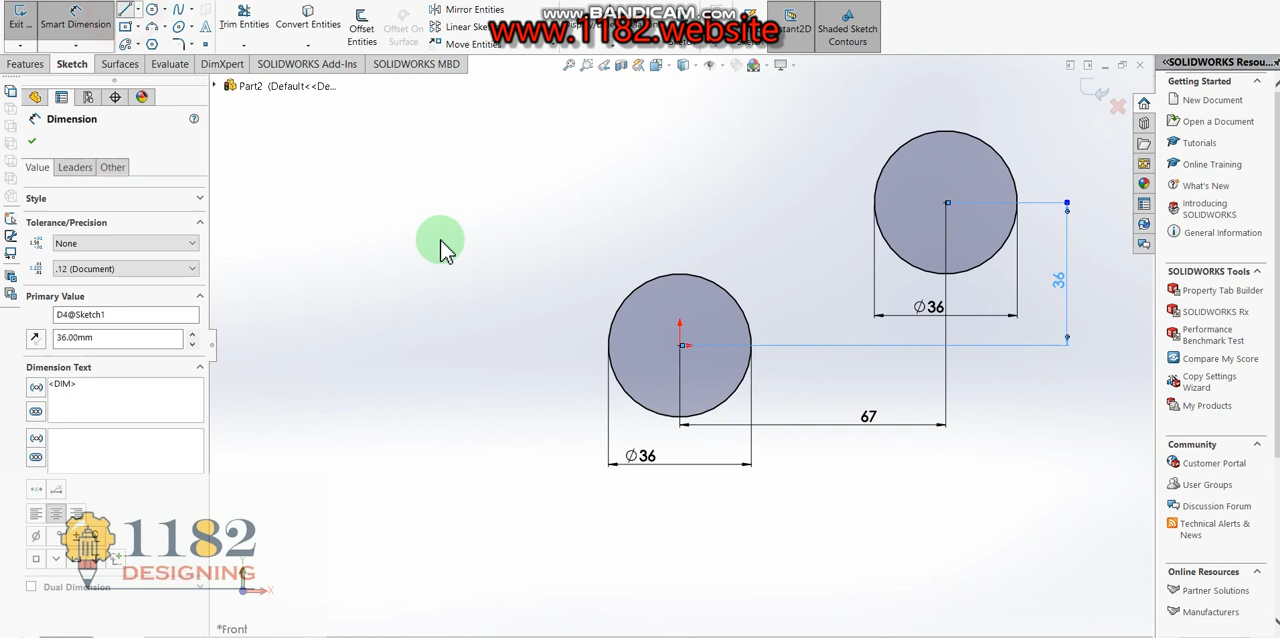 www.BANDICAM.com
www.1182.website
Exit ...
Smart Dimension
Trim Entities
Convert Entities
Offset
Entities
Offset On
Surface
Mirror Entities
Linear Sk
Move Entities
tant2D
Shaded Sketch
Contours
Features
Sketch
Surfaces
Evaluate
DimXpert
SOLIDWORKS Add-Ins
SOLIDWORKS MBD
Part2 (Default<<De...
Dimension
Value
Leaders
Other
Style
Tolerance/Precision
None
.12 (Document)
Primary Value
D4@Sketch1
36.00mm
Dimension Text
<DIM>
Dual Dimension
1182
DESIGNING
X
*Front
∅36
36
67
∅36
SOLIDWORKS Resou...
Getting Started
New Document
Open a Document
Tutorials
Online Training
What's New
Introducing
SOLIDWORKS
General Information
SOLIDWORKS Tools
Property Tab Builder
SOLIDWORKS Rx
Performance
Benchmark Test
Compare My Score
Copy Settings
Wizard
My Products
Community
Customer Portal
User Groups
Discussion Forum
Technical Alerts &
News
Online Resources
Partner Solutions
Manufacturers